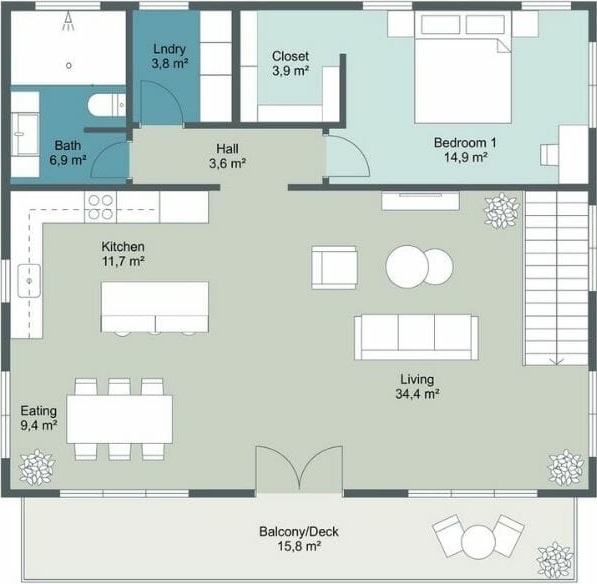 Lndry
3,8 m²
Closet
3,9 m²
Bath
6,9 m²
Hall
3,6 m²
Bedroom 1
14,9 m²
Kitchen
11,7 m²
Living
34,4 m²
Eating
9,4 m²
Balcony/Deck
15,8 m²